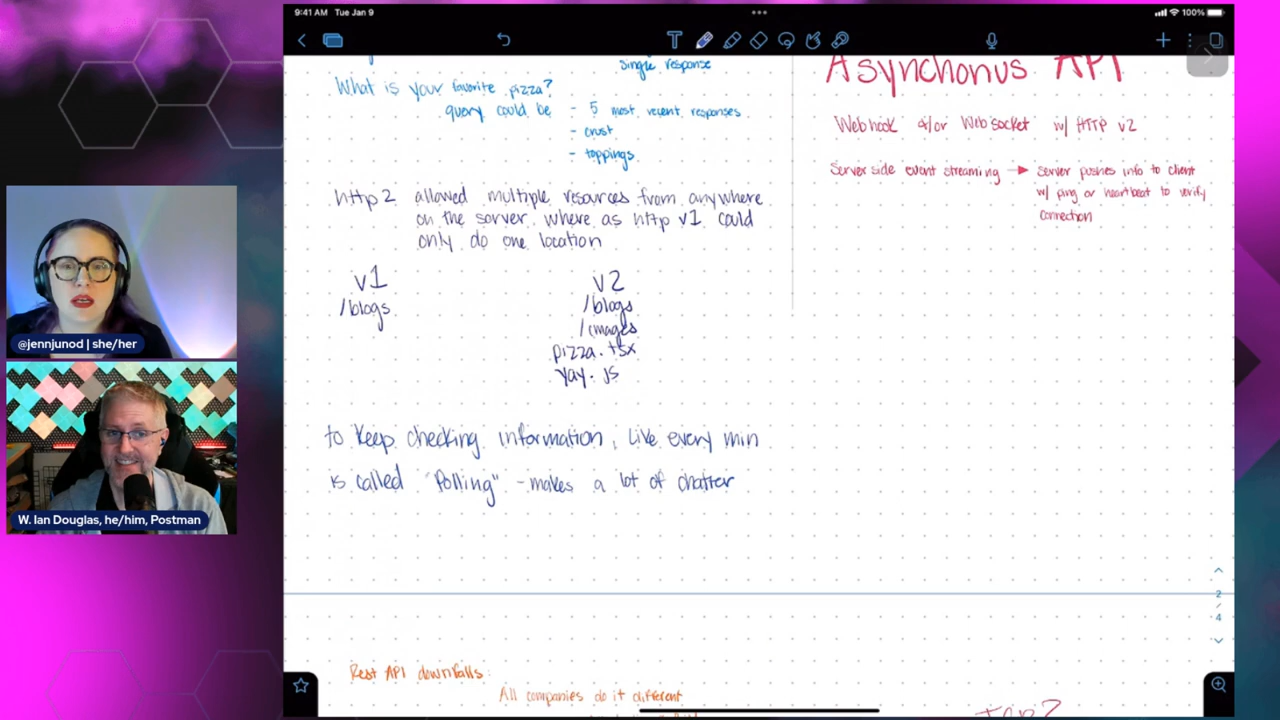 9:41 AM Tue Jan 9
100%
single response
What is your favorite pizza?
query could be - 5 most recent responses
- crust
- toppings
http2 allowed multiple resources from anywhere
on the server, where as http v1 could
only do one location
v1
/blogs
v2
/blogs
/images
pizza.tsx
yay.js
to keep checking information, like every min
is called "Polling" - makes a lot of chatter
Rest API downfalls:
All companies do it different
Asynchonus API
Webhook &/or Websocket w/ HTTP v2
Server side event streaming → server pushes info to client
w/ ping or heartbeat to verify
connection
2
/
4
@jennjunod | she/her
W. Ian Douglas, he/him, Postman